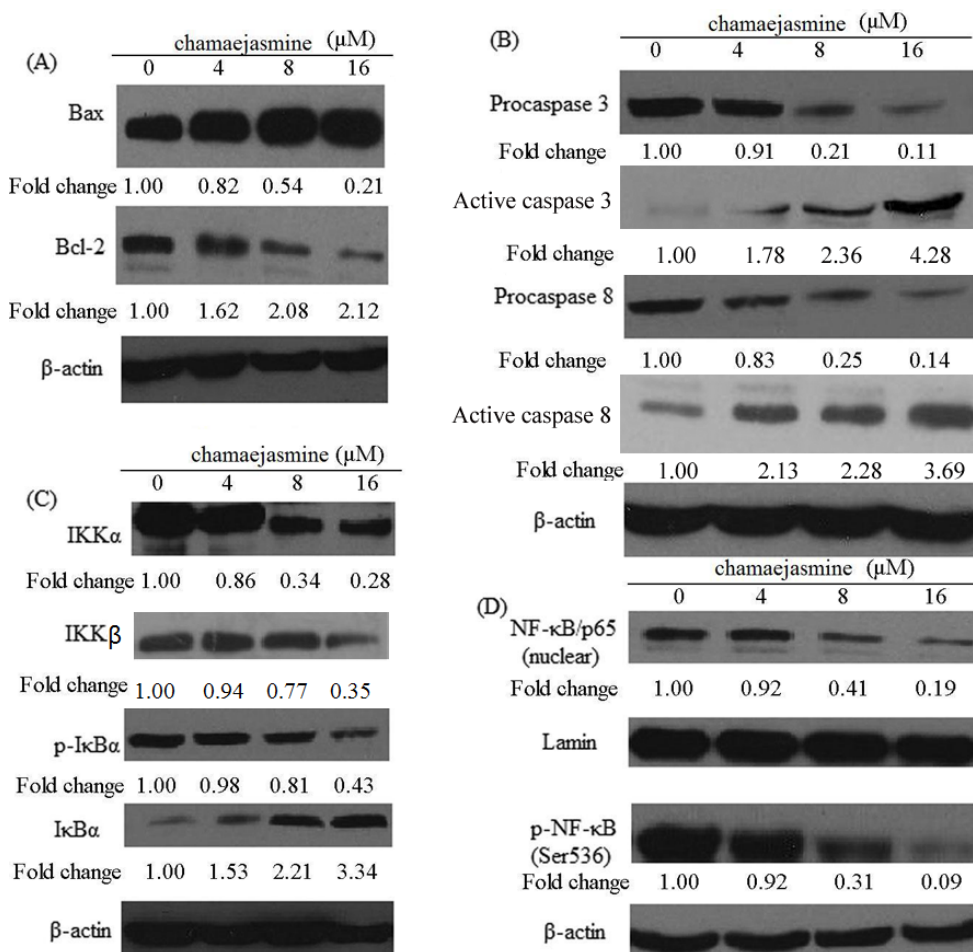 (A)
chamaejasmine (µM)
0 4 8 16
Bax
Fold change 1.00 0.82 0.54 0.21
Bcl-2
Fold change 1.00 1.62 2.08 2.12
β-actin
(B)
chamaejasmine (µM)
0 4 8 16
Procaspase 3
Fold change 1.00 0.91 0.21 0.11
Active caspase 3
Fold change 1.00 1.78 2.36 4.28
Procaspase 8
Fold change 1.00 0.83 0.25 0.14
Active caspase 8
Fold change 1.00 2.13 2.28 3.69
β-actin
(C)
chamaejasmine (µM)
0 4 8 16
IKKα
Fold change 1.00 0.86 0.34 0.28
IKKβ
Fold change 1.00 0.94 0.77 0.35
p-IκBα
Fold change 1.00 0.98 0.81 0.43
IκBα
Fold change 1.00 1.53 2.21 3.34
β-actin
(D)
chamaejasmine (µM)
0 4 8 16
NF-κB/p65
(nuclear)
Fold change 1.00 0.92 0.41 0.19
Lamin
p-NF-κB
(Ser536)
Fold change 1.00 0.92 0.31 0.09
β-actin